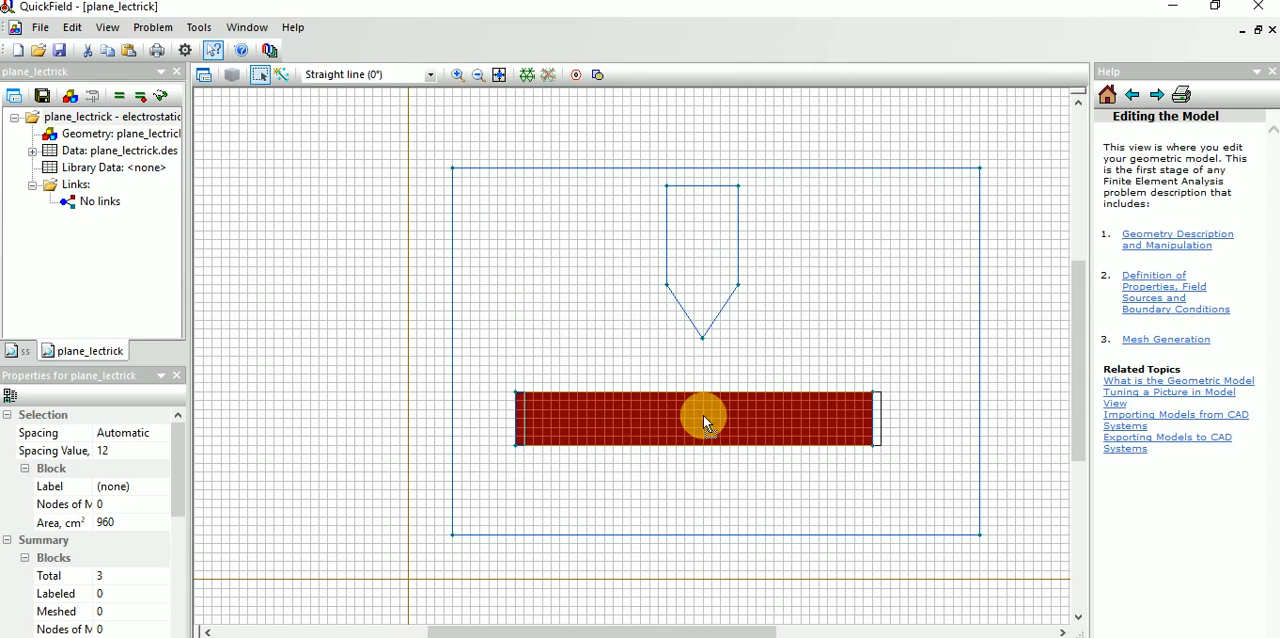 QuickField - [plane_lectrick]
File Edit View Problem Tools Window Help
plane_lectrick
Straight line (0°)
Help
plane_lectrick - electrostatic
Geometry: plane_lectricl
Data: plane_lectrick.des
Library Data: <none>
Links:
No links
ss plane_lectrick
Properties for plane_lectrick
Selection
Spacing Automatic
Spacing Value, 12
Block
Label (none)
Nodes of M 0
Area, cm² 960
Summary
Blocks
Total 3
Labeled 0
Meshed 0
Nodes of M 0
Editing the Model
This view is where you edit
your geometric model. This
is the first stage of any
Finite Element Analysis
problem description that
includes:
1. Geometry Description
and Manipulation
2. Definition of
Properties, Field
Sources and
Boundary Conditions
3. Mesh Generation
Related Topics
What is the Geometric Model
Tuning a Picture in Model
View
Importing Models from CAD
Systems
Exporting Models to CAD
Systems